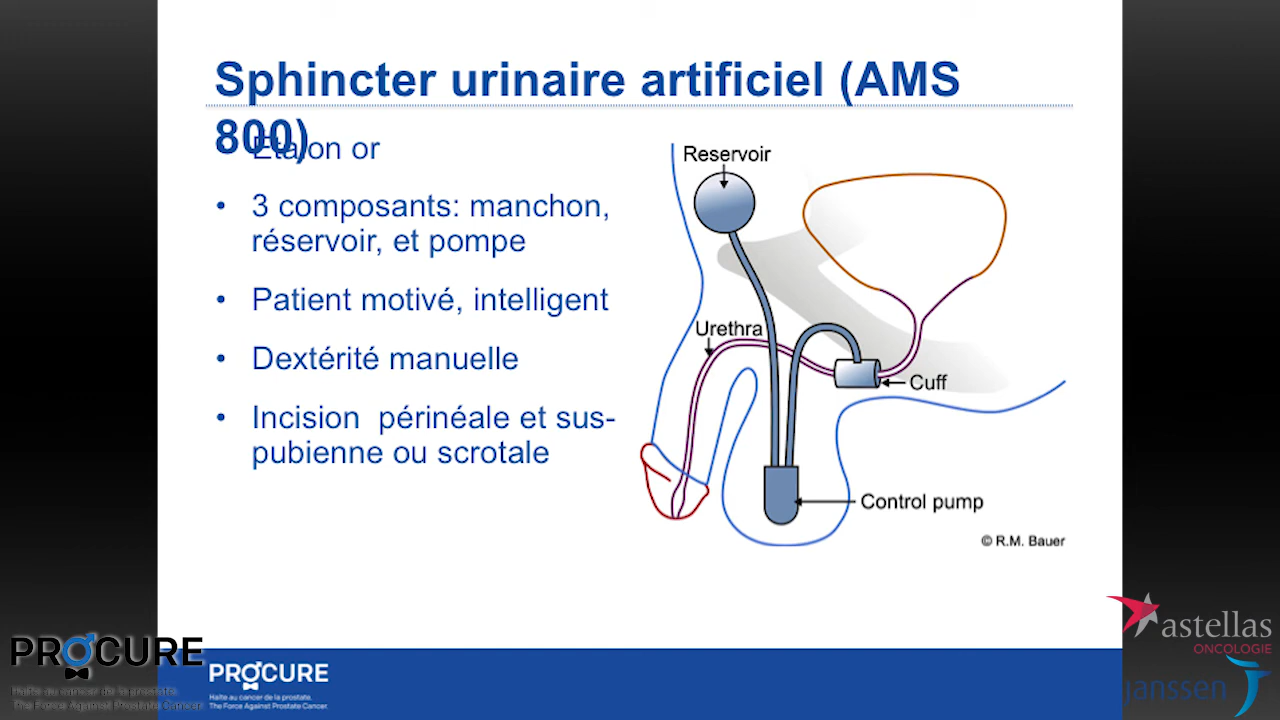 Sphincter urinaire artificiel (AMS
800)
Etalon or
• 3 composants: manchon,
réservoir, et pompe
• Patient motivé, intelligent
• Dextérité manuelle
• Incision périnéale et sus-
pubienne ou scrotale
Reservoir
Urethra
Cuff
Control pump
© R.M. Bauer
PROCURE
Halte au cancer de la prostate.
The Force Against Prostate Cancer.
PROCURE
Halte au cancer de la prostate.
The Force Against Prostate Cancer.
astellas
ONCOLOGIE
janssen